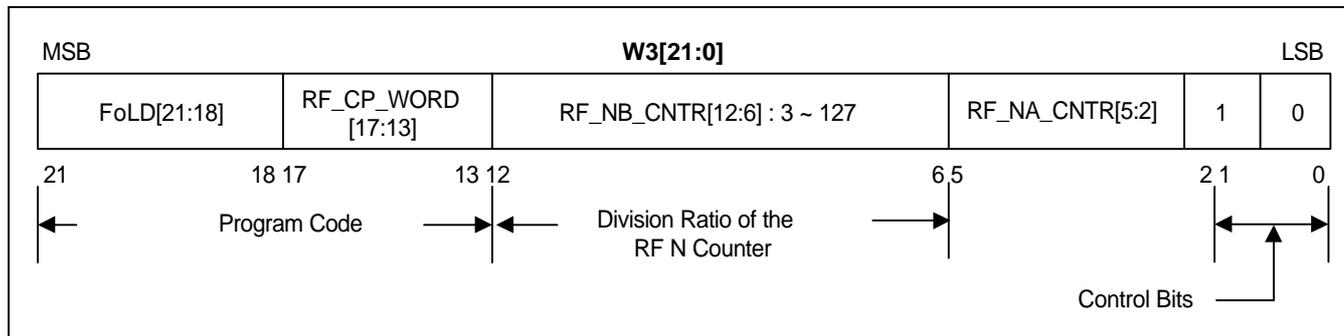 MSB W3[21:0] LSB
FoLD[21:18] RF_CP_WORD [17:13] RF_NB_CNTR[12:6] : 3 ~ 127 RF_NA_CNTR[5:2] 1 0
21 18 17 13 12 6 5 2 1 0
Program Code Division Ratio of the
RF N Counter
Control Bits